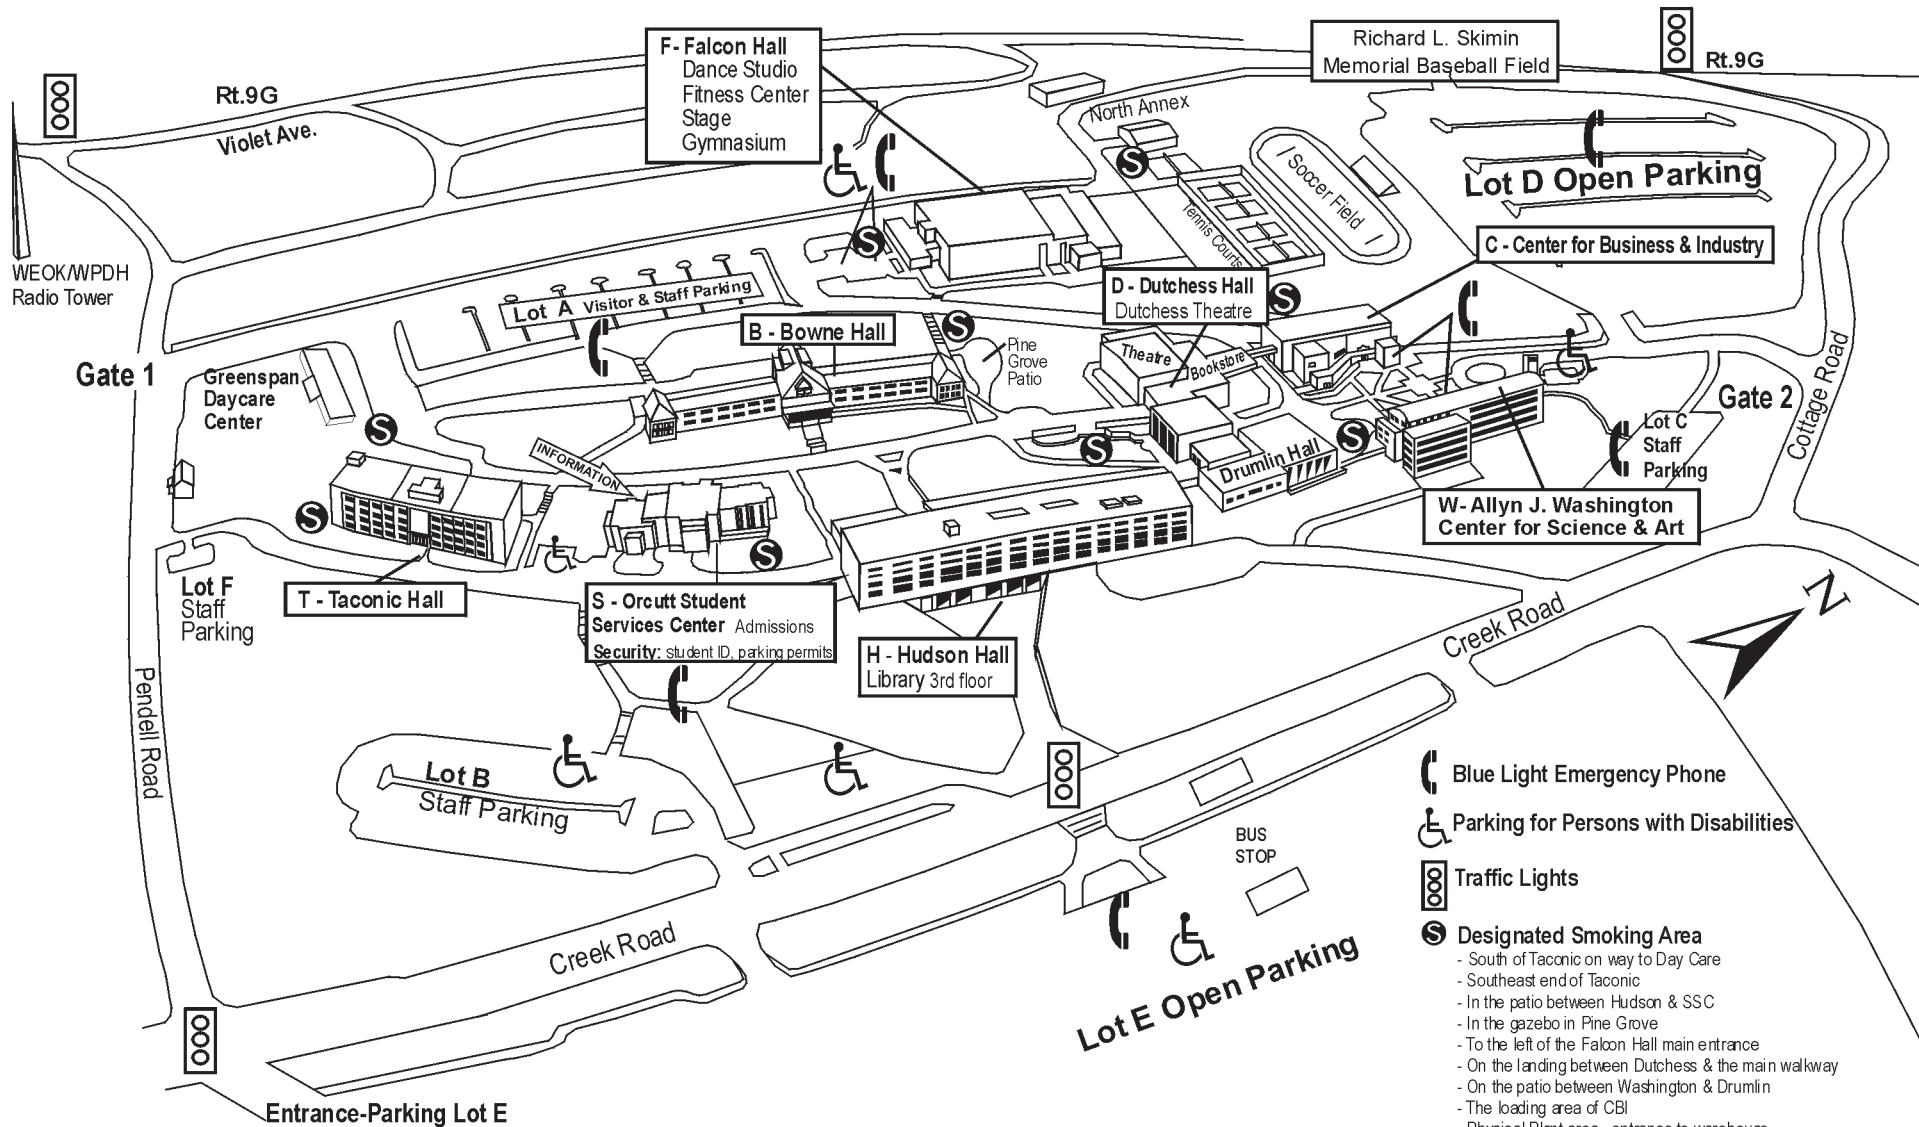 F - Falcon Hall
Dance Studio
Fitness Center
Stage
Gymnasium
Richard L. Skimin
Memorial Baseball Field
Rt.9G
Rt.9G
Violet Ave.
North Annex
S
Soccer Field
Tennis Courts
Lot D Open Parking
C - Center for Business & Industry
WEOK/WPDH
Radio Tower
S
Lot A Visitor & Staff Parking
D - Dutchess Hall
Dutchess Theatre
S
B - Bowne Hall
S
Pine
Grove
Patio
Theatre
Bookstore
Gate 1
Greenspan
Daycare
Center
S
Gate 2
Cottage Road
Lot C
Staff
Parking
S
S
INFORMATION
Drumlin Hall
W- Allyn J. Washington
Center for Science & Art
S
S
Lot F
Staff
Parking
T - Taconic Hall
S - Orcutt Student
Services Center Admissions
Security: student ID, parking permits
H - Hudson Hall
Library 3rd floor
Creek Road
N
Pendell Road
Lot B
Staff Parking
BUS
STOP
Creek Road
Lot E Open Parking
Entrance-Parking Lot E
Blue Light Emergency Phone
Parking for Persons with Disabilities
Traffic Lights
S Designated Smoking Area
- South of Taconic on way to Day Care
- Southeast end of Taconic
- In the patio between Hudson & SSC
- In the gazebo in Pine Grove
- To the left of the Falcon Hall main entrance
- On the landing between Dutchess & the main walkway
- On the patio between Washington & Drumlin
- The loading area of CBI
- Physical Plant area - entrance to warehouse